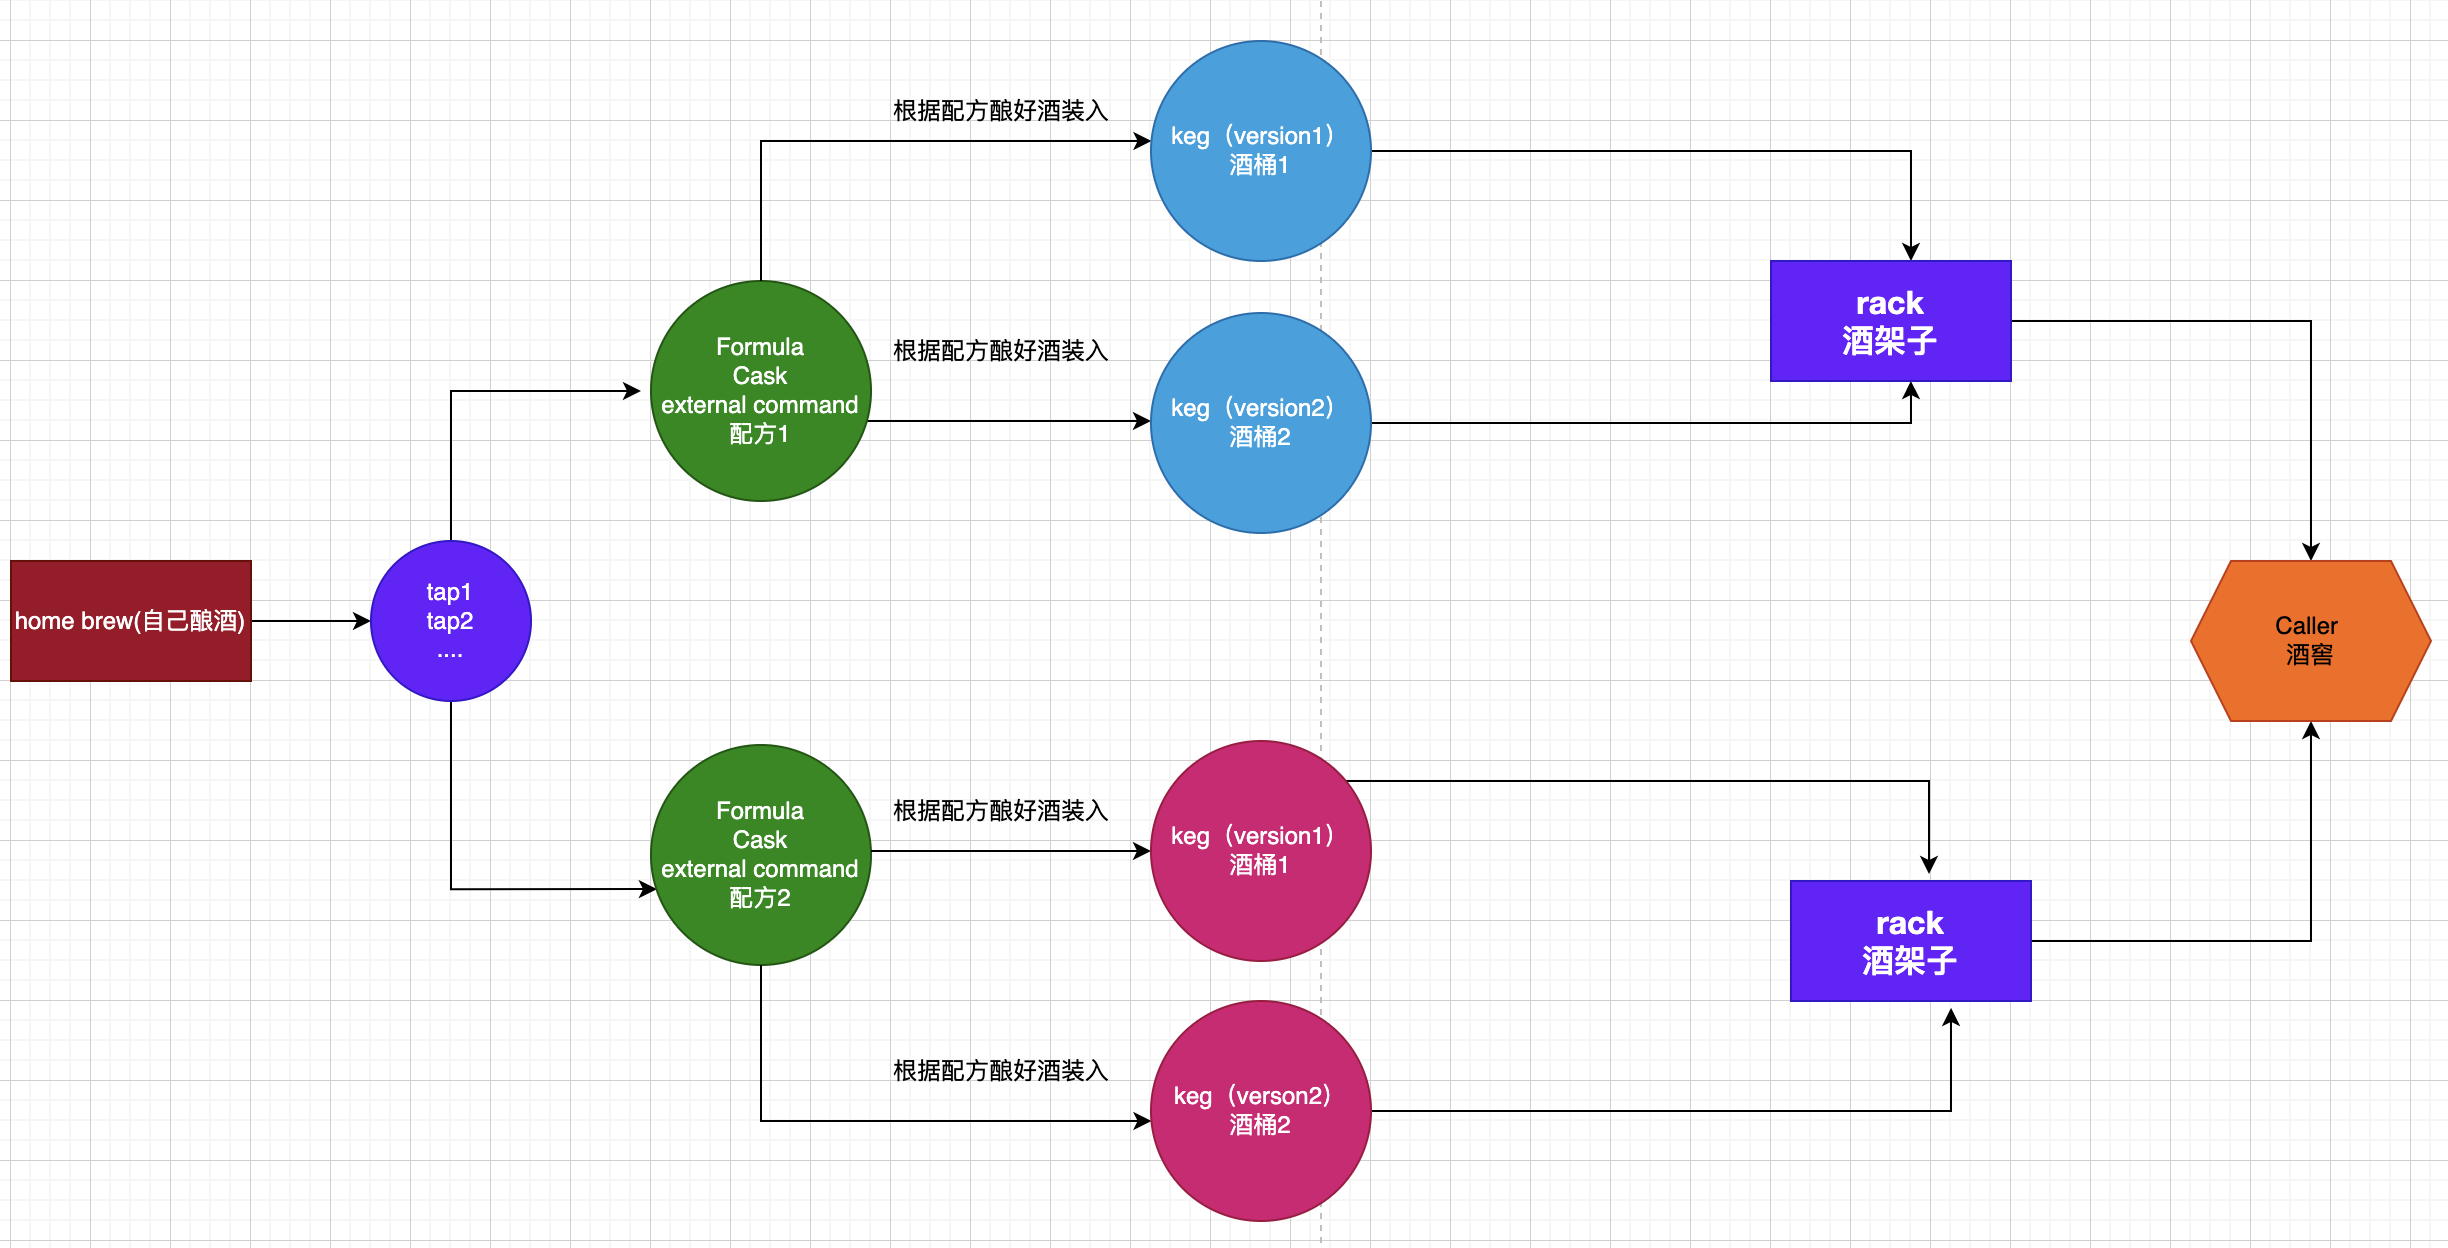 home brew(自己酿酒)
tap1
tap2
....
Formula
Cask
external command
配方1
根据配方酿好酒装入
keg（version1）
酒桶1
根据配方酿好酒装入
keg（version2）
酒桶2
rack
酒架子
Formula
Cask
external command
配方2
根据配方酿好酒装入
keg（version1）
酒桶1
根据配方酿好酒装入
keg（verson2）
酒桶2
rack
酒架子
Caller
酒窖